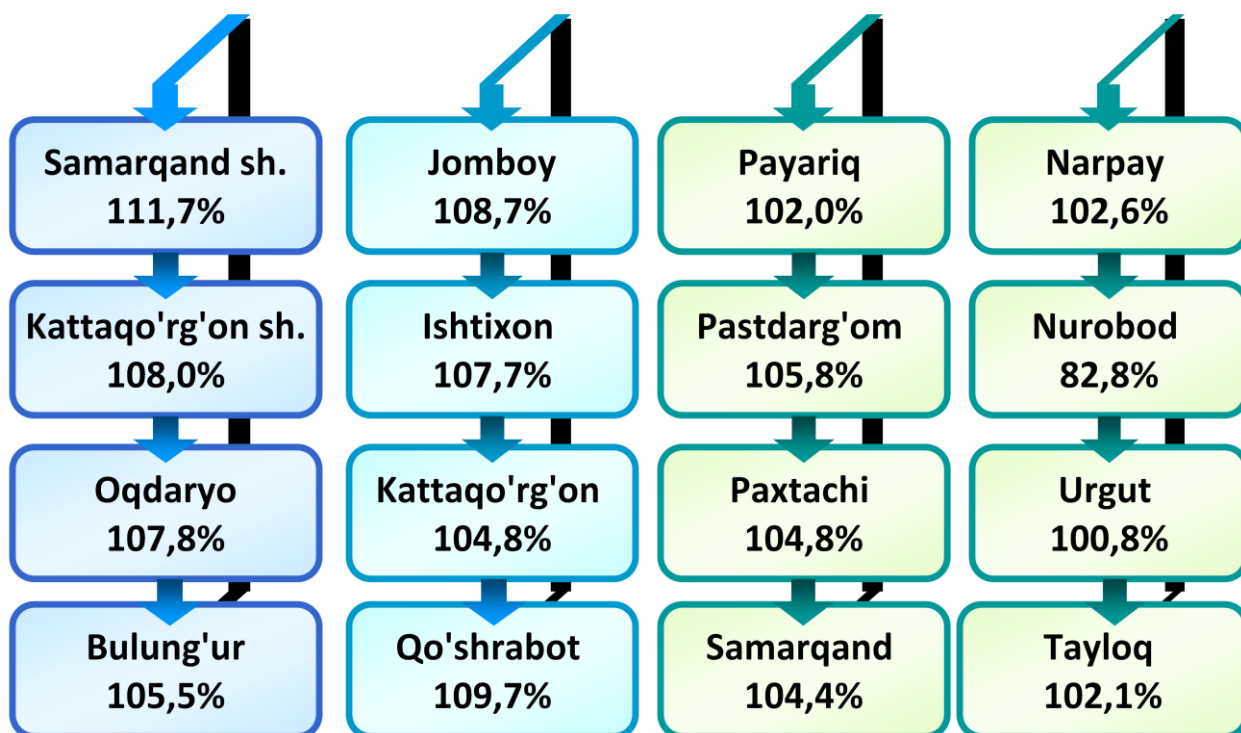 Samarqand sh.
111,7%
Kattaqo'rg'on sh.
108,0%
Oqdaryo
107,8%
Bulung'ur
105,5%
Jomboy
108,7%
Ishtixon
107,7%
Kattaqo'rg'on
104,8%
Qo'shrabot
109,7%
Payariq
102,0%
Pastdarg'om
105,8%
Paxtachi
104,8%
Samarqand
104,4%
Narpay
102,6%
Nurobod
82,8%
Urgut
100,8%
Tayloq
102,1%